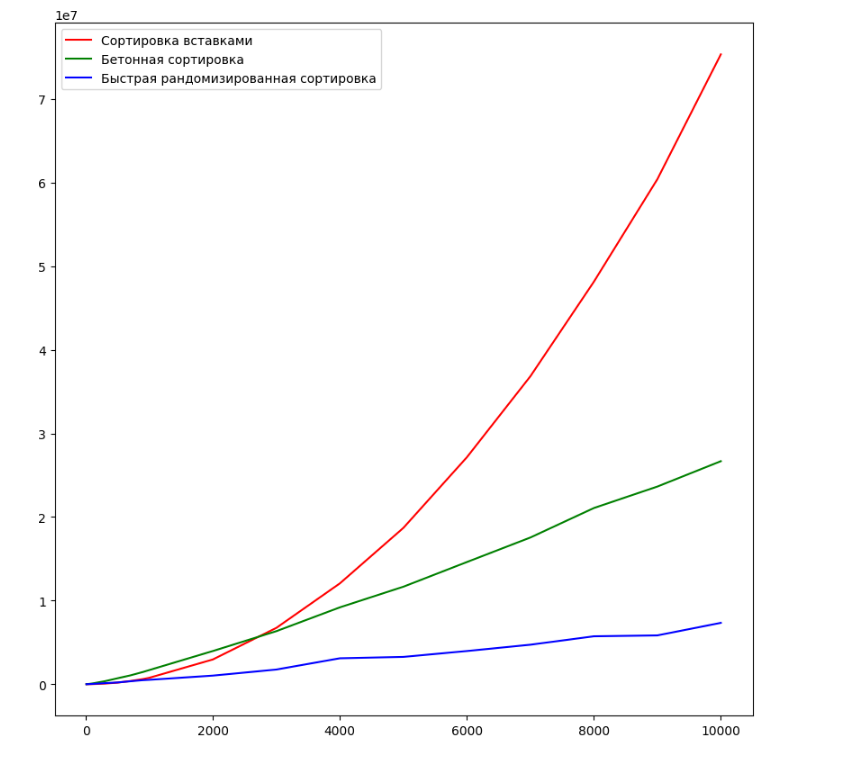 1e7
Сортировка вставками
Бетонная сортировка
Быстрая рандомизированная сортировка
7
6
5
4
3
2
1
0
0 2000 4000 6000 8000 10000